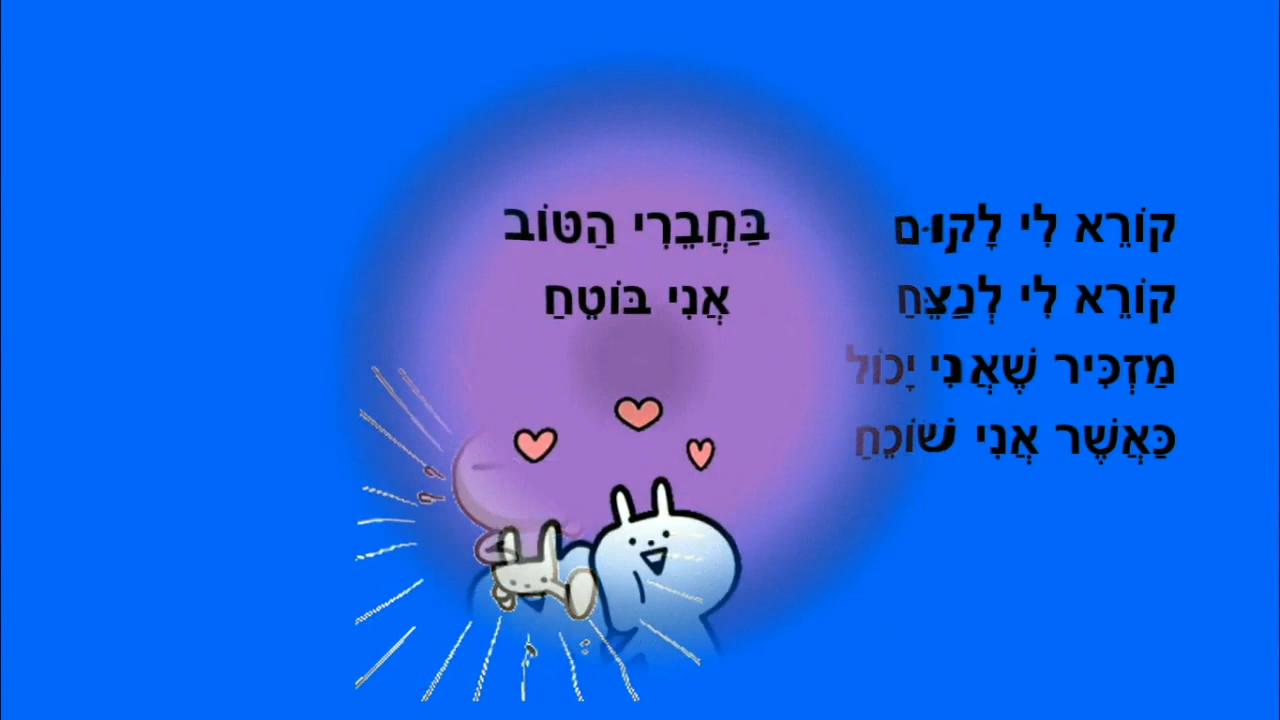 קוֹרֵא לִי לָקוּם
קוֹרֵא לִי לְנַצֵּחַ
מַזְכִּיר שֶׁאֲנִי יָכוֹל
כַּאֲשֶׁר אֲנִי שׁוֹכֵחַ
בַּחֲבֵרִי הַטּוֹב
אֲנִי בּוֹטֵחַ